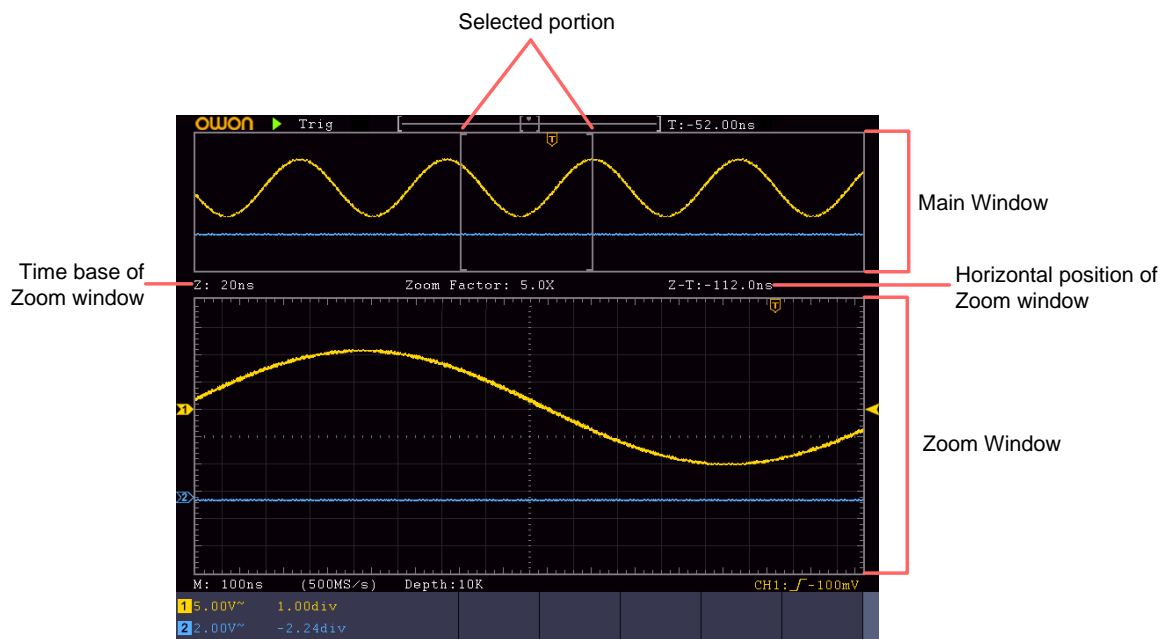 Selected portion
owon Trig T:-52.00ns
T
Main Window
Time base of
Zoom window
Z: 20ns Zoom Factor: 5.0X Z-T:-112.0ns
Horizontal position of
Zoom window
T
1
Zoom Window
2
M: 100ns (500MS/s) Depth:10K CH1: -100mV
1 5.00V~ 1.00div
2 2.00V~ -2.24div